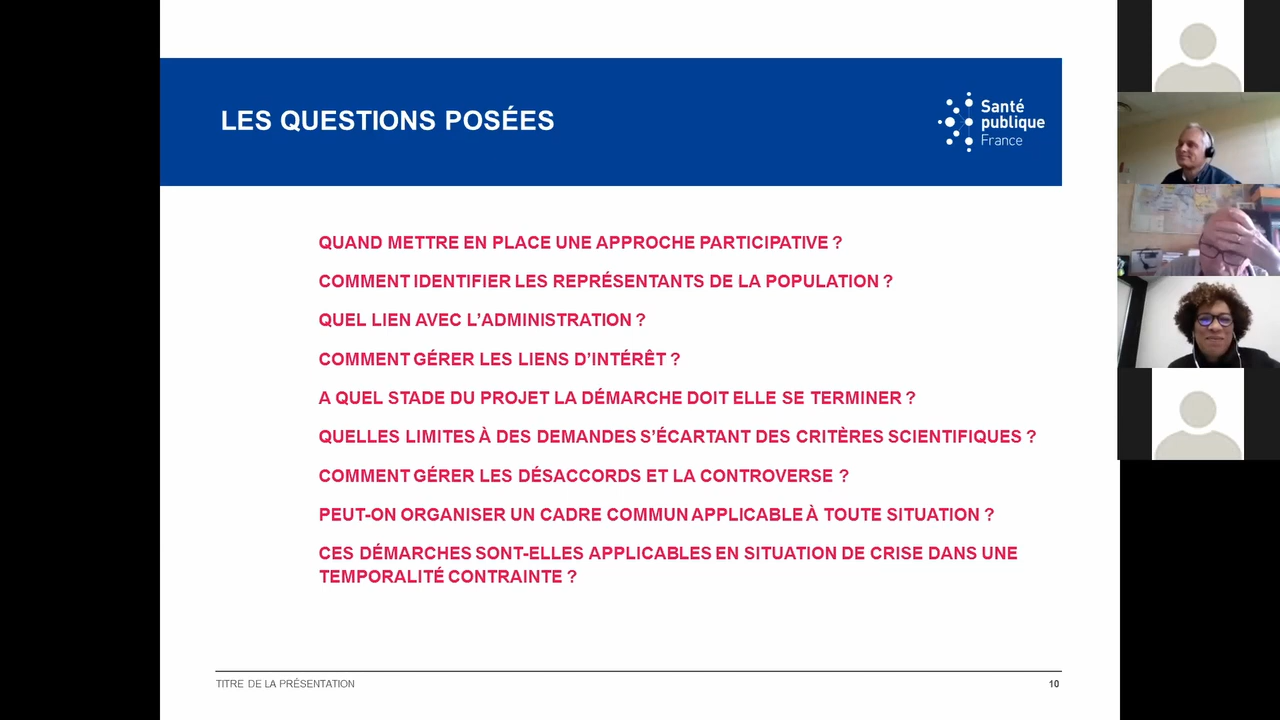 LES QUESTIONS POSÉES
Santé
publique
France
QUAND METTRE EN PLACE UNE APPROCHE PARTICIPATIVE ?
COMMENT IDENTIFIER LES REPRÉSENTANTS DE LA POPULATION ?
QUEL LIEN AVEC L'ADMINISTRATION ?
COMMENT GÉRER LES LIENS D'INTÉRÊT ?
A QUEL STADE DU PROJET LA DÉMARCHE DOIT ELLE SE TERMINER ?
QUELLES LIMITES À DES DEMANDES S'ÉCARTANT DES CRITÈRES SCIENTIFIQUES ?
COMMENT GÉRER LES DÉSACCORDS ET LA CONTROVERSE ?
PEUT-ON ORGANISER UN CADRE COMMUN APPLICABLE À TOUTE SITUATION ?
CES DÉMARCHES SONT-ELLES APPLICABLES EN SITUATION DE CRISE DANS UNE
TEMPORALITÉ CONTRAINTE ?
TITRE DE LA PRÉSENTATION
10